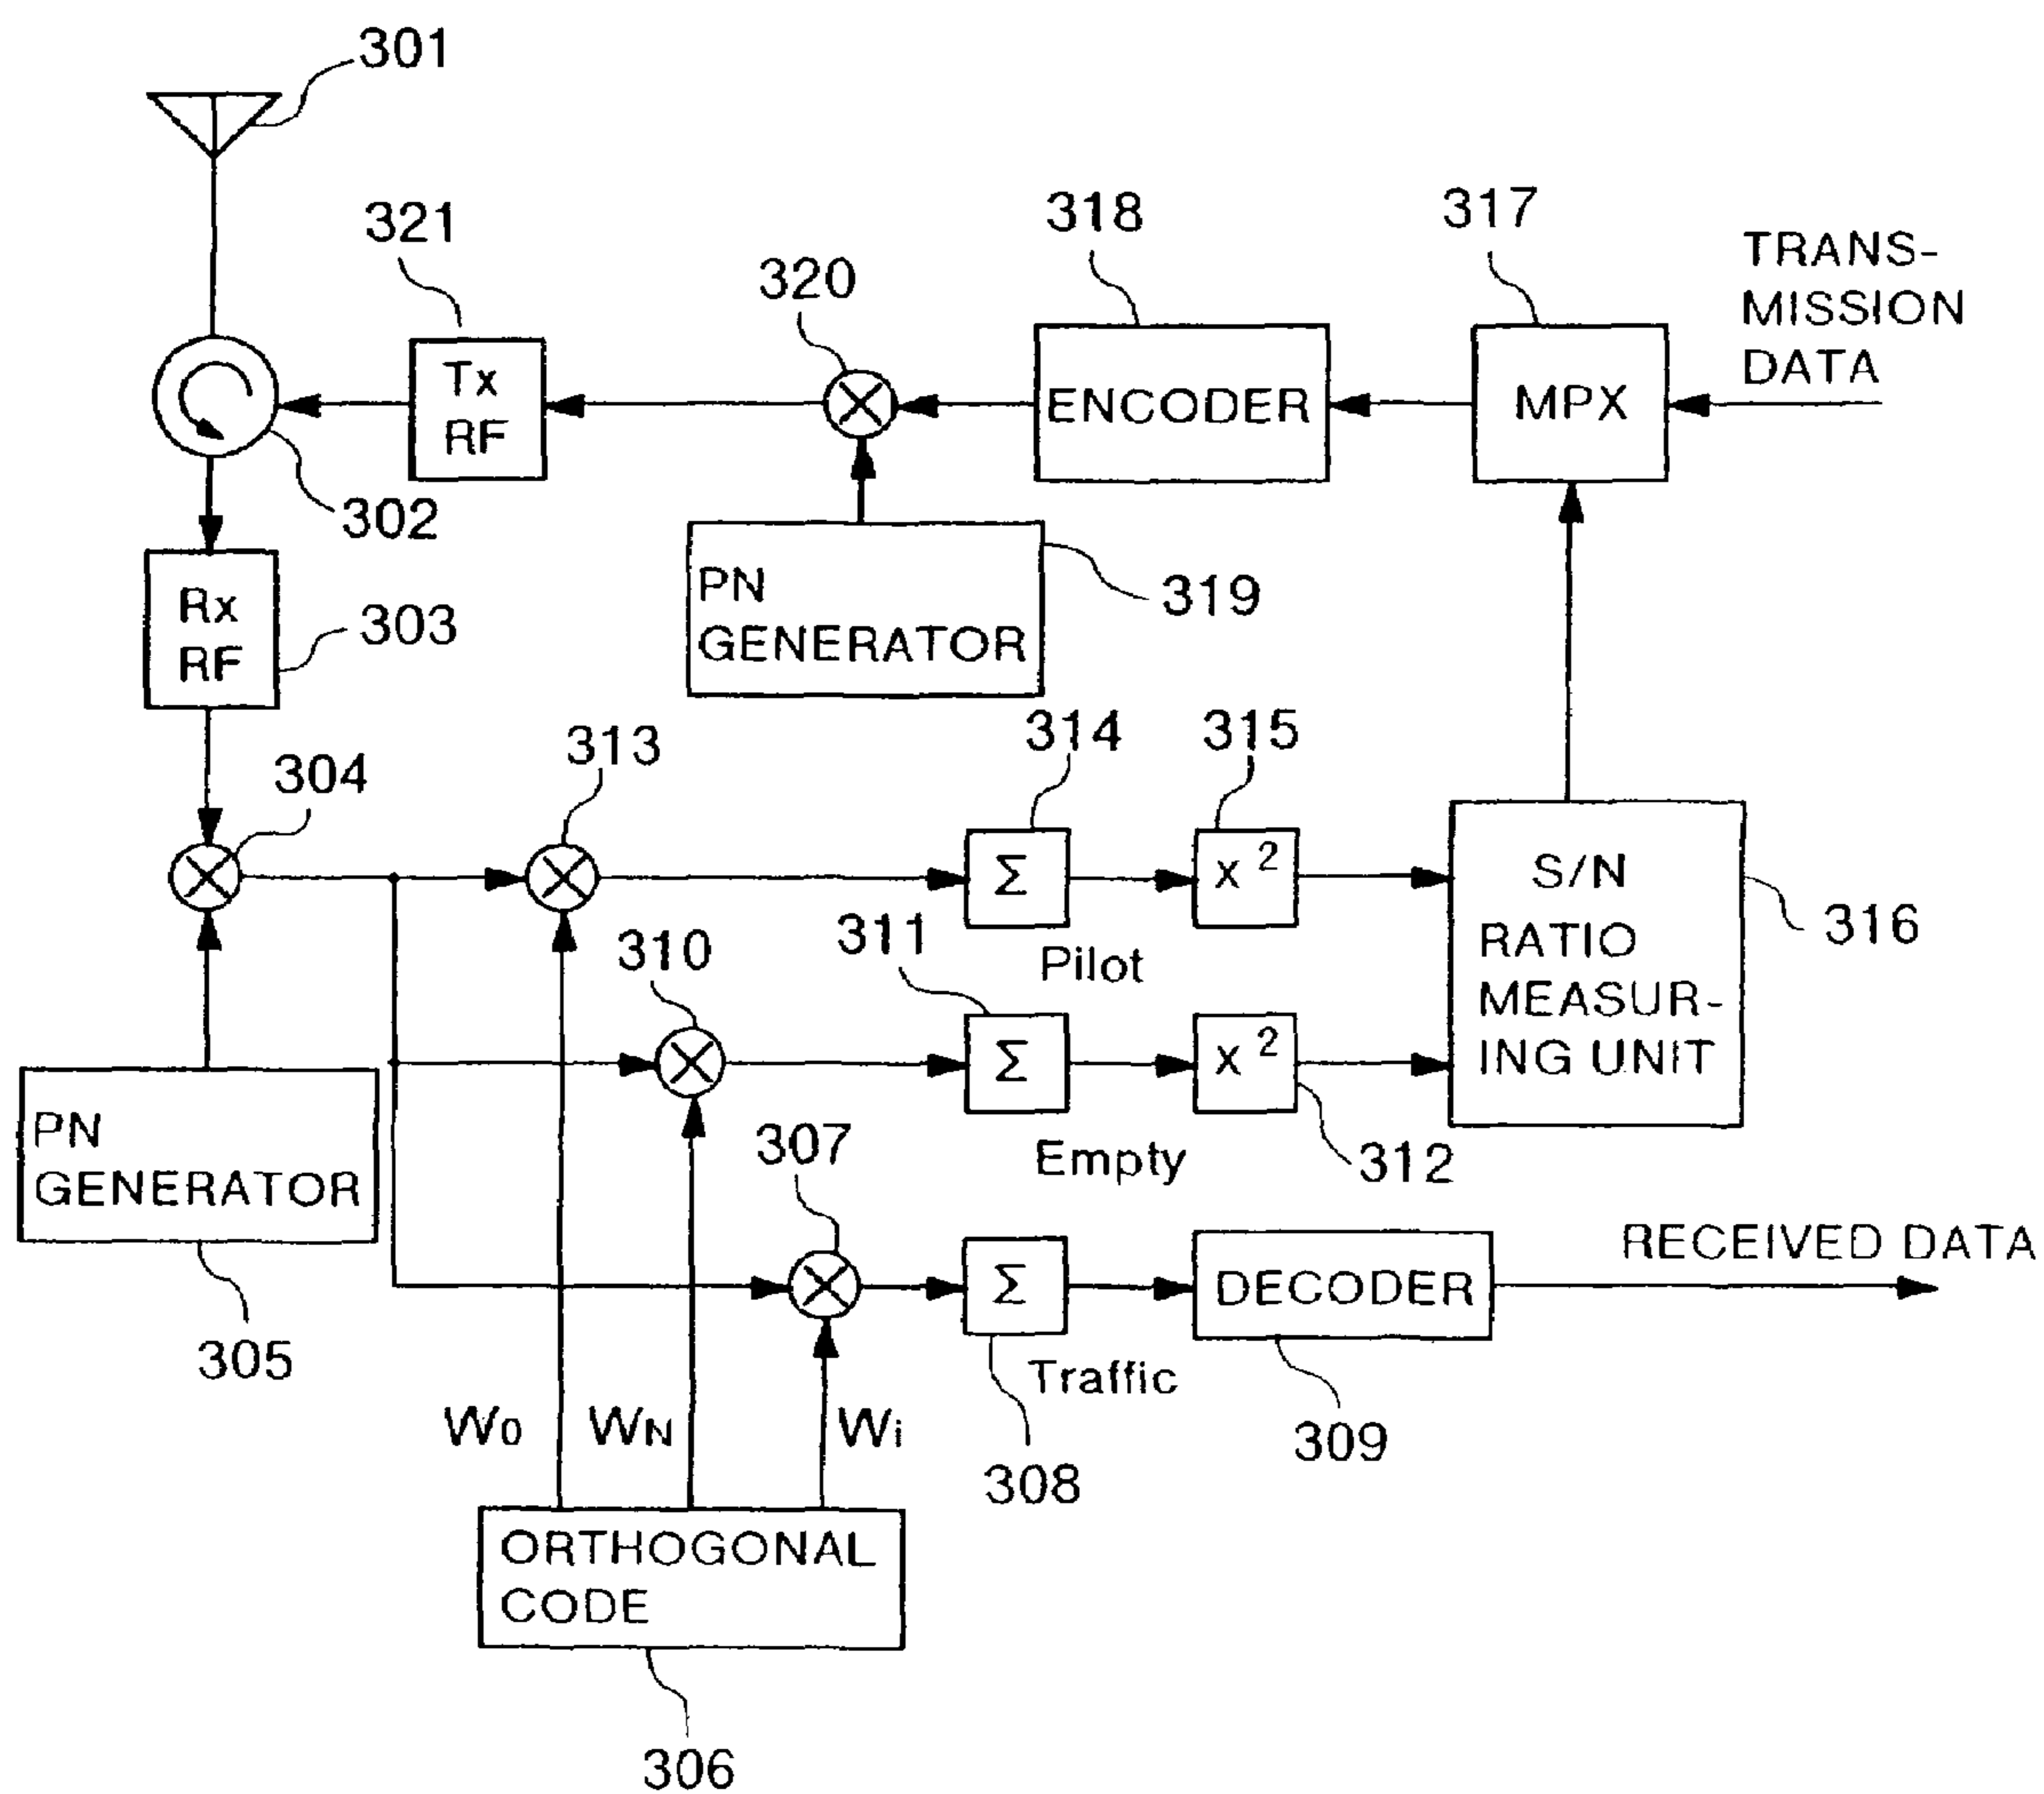 301
321
320
318
317
TRANS-
MISSION
DATA
Tx
RF
ENCODER
MPX
302
PN
GENERATOR
319
Rx
RF
303
304
313
314
315
Σ
x 2
S/N
RATIO
MEASUR-
ING UNIT
316
Pilot
310
311
Σ
x 2
Empty
312
PN
GENERATOR
305
307
Σ
DECODER
RECEIVED DATA
Traffic
308
309
W0
WN
Wi
ORTHOGONAL
CODE
306